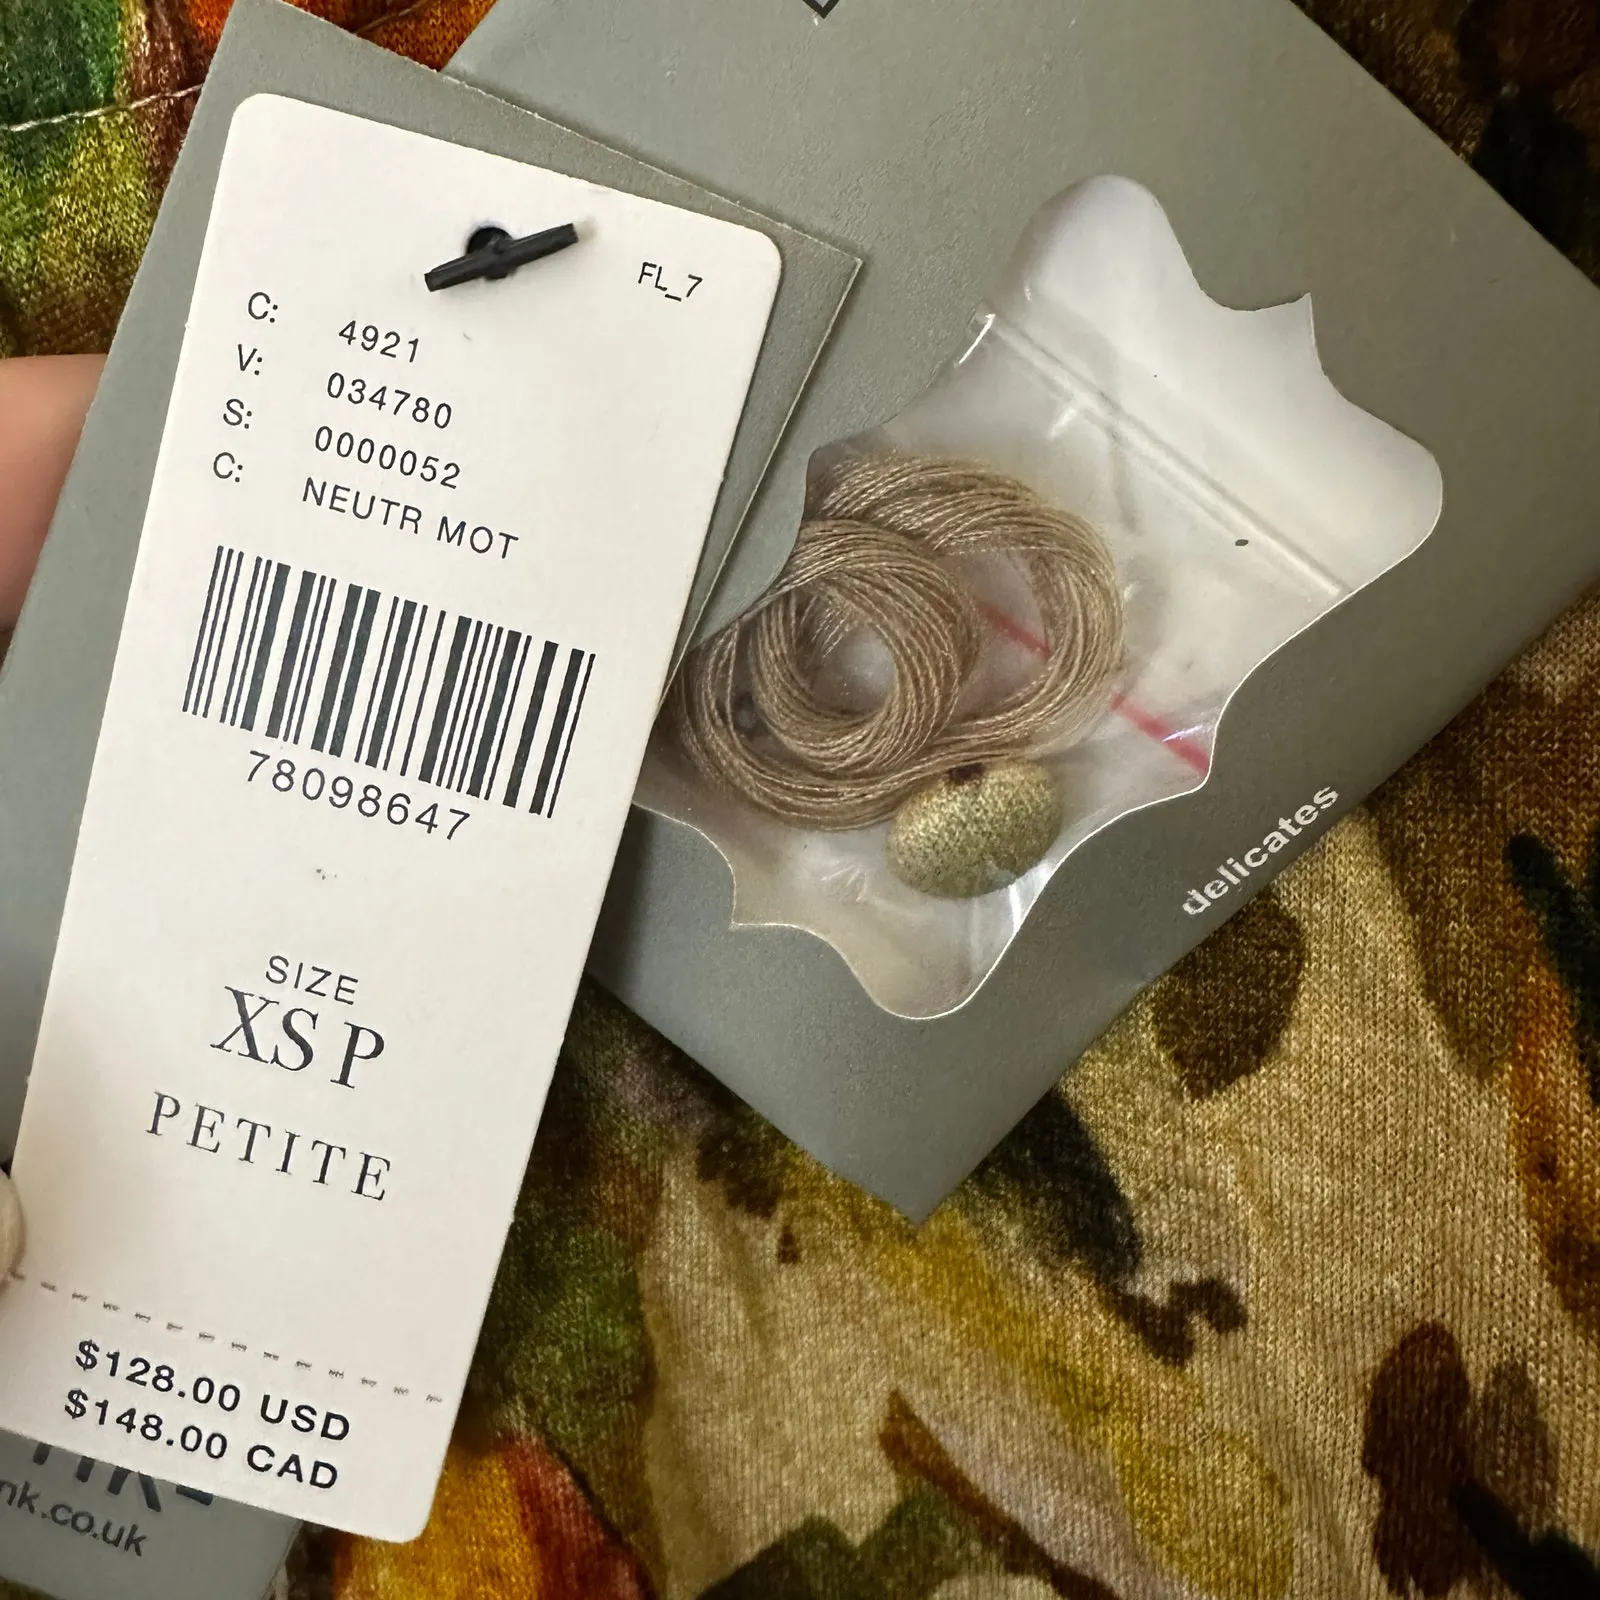 FL_7
C: 4921
V: 034780
S: 0000052
C: NEUTR MOT
78098647
SIZE
XS P
PETITE
$128.00 USD
$148.00 CAD
nk.co.uk
delicates